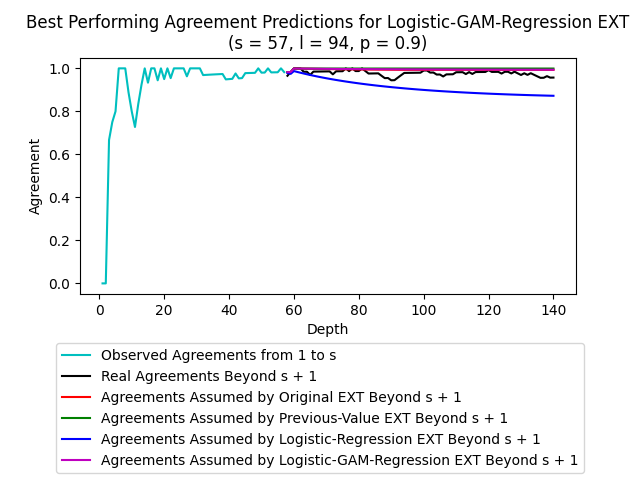 Best Performing Agreement Predictions for Logistic-GAM-Regression EXT
(s = 57, l = 94, p = 0.9)
1.0
0.8
0.6
0.4
0.2
0.0
Agreement
0 20 40 60 80 100 120 140
Depth
Observed Agreements from 1 to s
Real Agreements Beyond s + 1
Agreements Assumed by Original EXT Beyond s + 1
Agreements Assumed by Previous-Value EXT Beyond s + 1
Agreements Assumed by Logistic-Regression EXT Beyond s + 1
Agreements Assumed by Logistic-GAM-Regression EXT Beyond s + 1